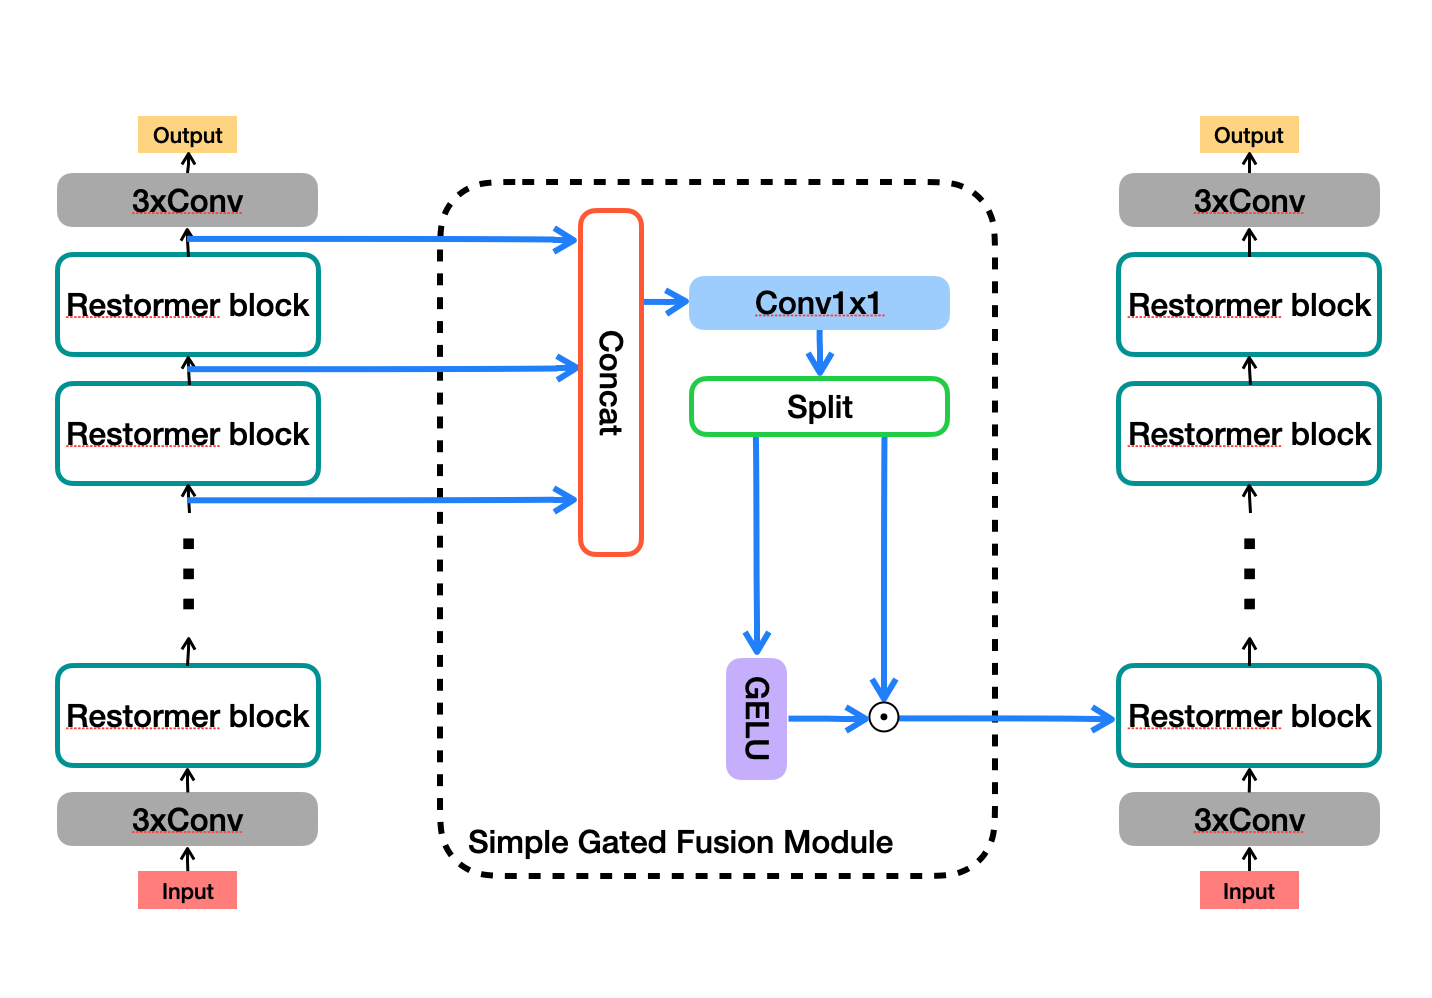 Output
3xConv
Restormer block
Restormer block
Restormer block
3xConv
Input
Concat
Conv1x1
Split
GELU
Simple Gated Fusion Module
Output
3xConv
Restormer block
Restormer block
Restormer block
3xConv
Input